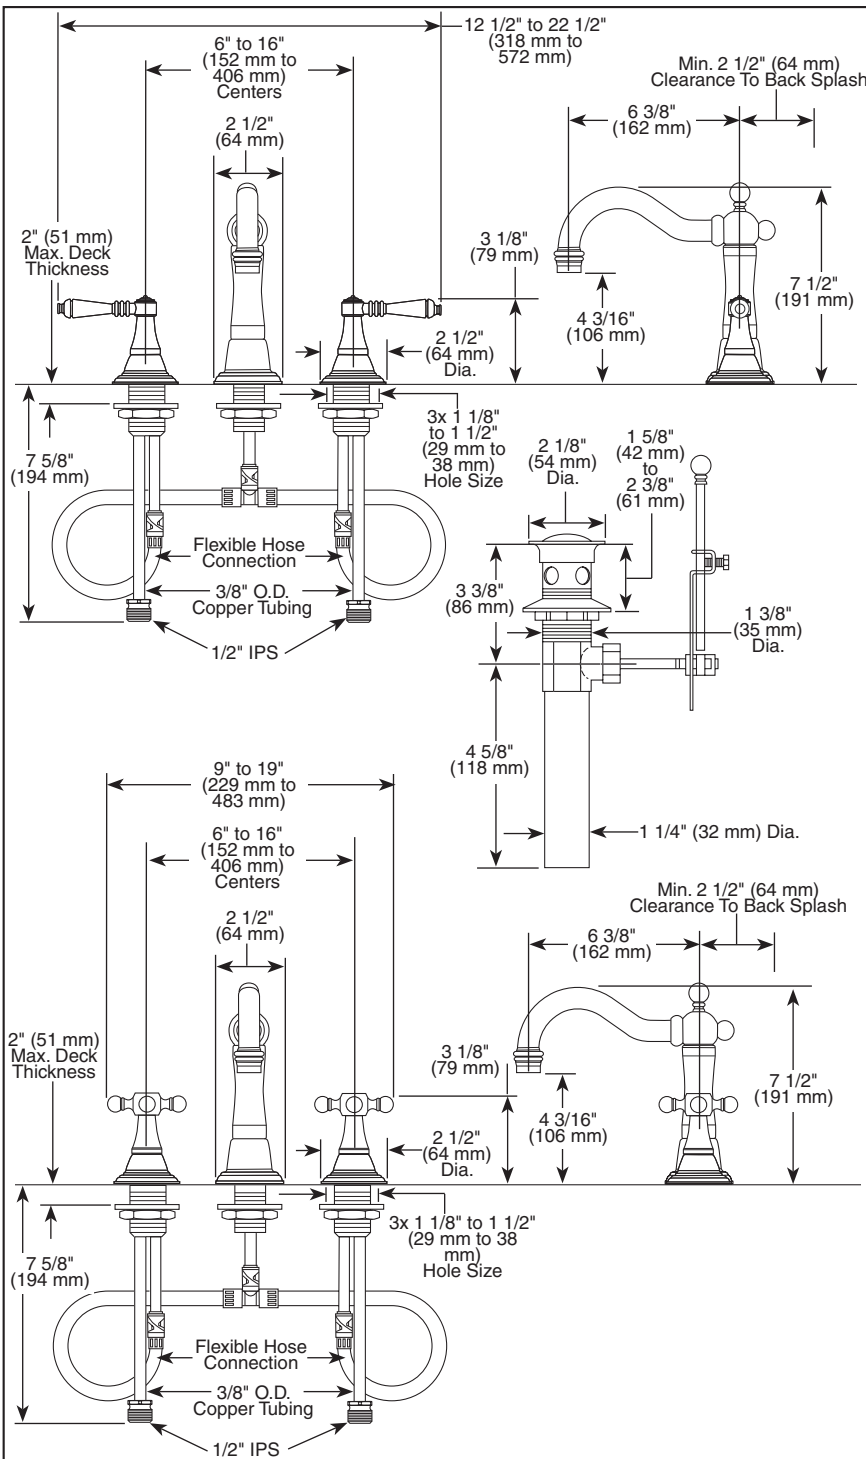 12 1/2" to 22 1/2"
(318 mm to
572 mm)
6" to 16"
(152 mm to
406 mm)
Centers
Min. 2 1/2" (64 mm)
Clearance To Back Splash
6 3/8"
(162 mm)
2 1/2"
(64 mm)
2" (51 mm)
Max. Deck
Thickness
3 1/8"
(79 mm)
7 1/2"
(191 mm)
4 3/16"
(106 mm)
2 1/2"
(64 mm)
Dia.
3x 1 1/8"
to 1 1/2"
(29 mm to
38 mm)
Hole Size
7 5/8"
(194 mm)
Flexible Hose
Connection
3/8" O.D.
Copper Tubing
1/2" IPS
2 1/8"
(54 mm)
Dia.
1 5/8"
(42 mm)
to
2 3/8"
(61 mm)
3 3/8"
(86 mm)
1 3/8"
(35 mm)
Dia.
4 5/8"
(118 mm)
1 1/4" (32 mm) Dia.
9" to 19"
(229 mm to
483 mm)
6" to 16"
(152 mm to
406 mm)
Centers
Min. 2 1/2" (64 mm)
Clearance To Back Splash
6 3/8"
(162 mm)
2 1/2"
(64 mm)
2" (51 mm)
Max. Deck
Thickness
3 1/8"
(79 mm)
7 1/2"
(191 mm)
4 3/16"
(106 mm)
2 1/2"
(64 mm)
Dia.
3x 1 1/8" to 1 1/2"
(29 mm to 38
mm)
Hole Size
7 5/8"
(194 mm)
Flexible Hose
Connection
3/8" O.D.
Copper Tubing
1/2" IPS